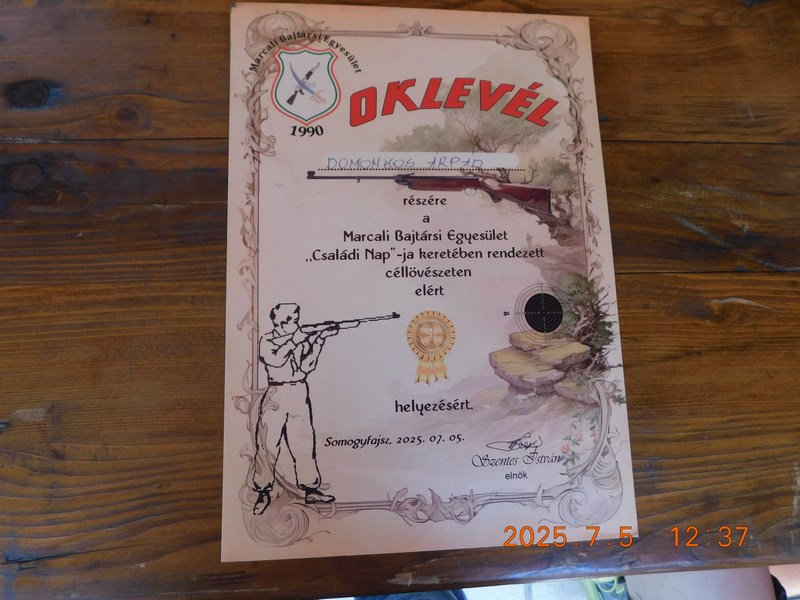 Marcali Bajtársi Egyesület
1990
OKLEVÉL
DOMONKOS ÁRPÁD
részére
a
Marcali Bajtársi Egyesület
,,Családi Nap"-ja keretében rendezett
céllövészeten
elért
helyezésért.
Somogyfajsz, 2025. 07. 05.
Szentes István
elnök
2025. 7. 5 12:37